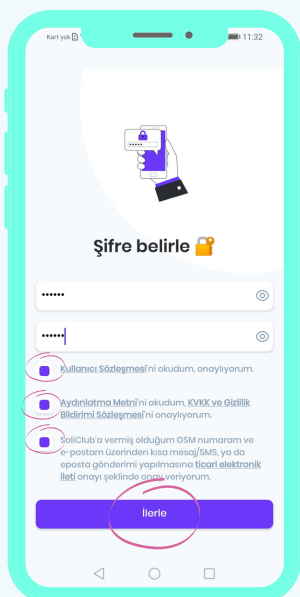 Kart yok
11:32
Şifre belirle
••••••
••••••
Kullanıcı Sözleşmesi'ni okudum, onaylıyorum.
Aydınlatma Metni'ni okudum, KVKK ve Gizlilik
Bildirimi Sözleşmesi'ni onaylıyorum.
SoliClub'a vermiş olduğum GSM numaram ve
e-postam üzerinden kısa mesaj/SMS, ya da
eposta gönderimi yapılmasına ticari elektronik
ileti onayı şeklinde onay veriyorum.
İlerle